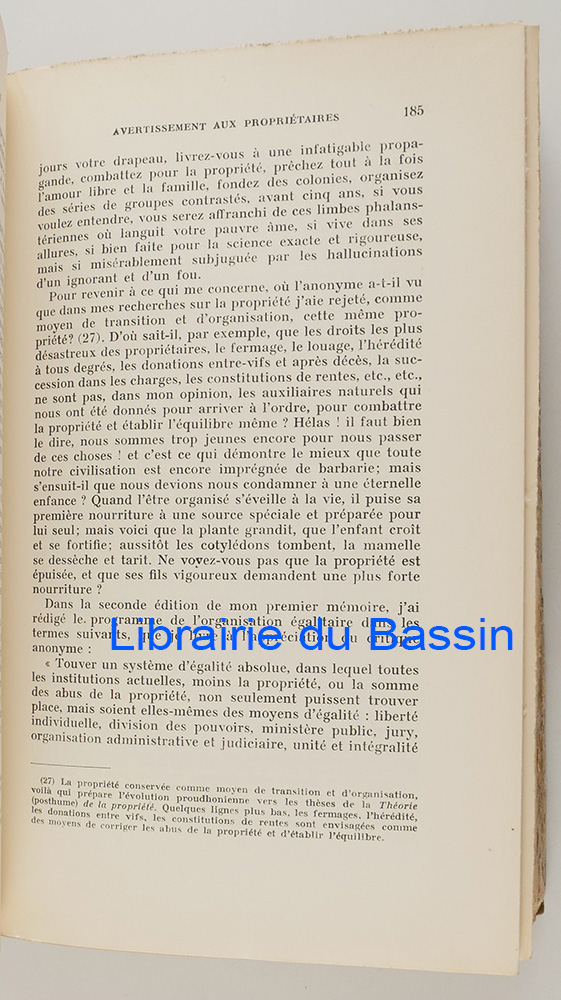 AVERTISSEMENT AUX PROPRIÉTAIRES 185
jours votre drapeau, livrez-vous à une infatigable propa-
gande, combattez pour la propriété, prêchez tout à la fois
l'amour libre et la famille, fondez des colonies, organisez
des séries de groupes contrastés, avant cinq ans, si vous
voulez entendre, vous serez affranchi de ces limbes phalans-
tériennes où languit votre pauvre âme, si vive dans ses
allures, si bien faite pour la science exacte et rigoureuse,
mais si misérablement subjuguée par les hallucinations
d'un ignorant et d'un fou.
Pour revenir à ce qui me concerne, où l'anonyme a-t-il vu
que dans mes recherches sur la propriété j'aie rejeté, comme
moyen de transition et d'organisation, cette même pro-
priété? (27). D'où sait-il, par exemple, que les droits les plus
désastreux des propriétaires, le fermage, le louage, l'hérédité
à tous degrés, les donations entre-vifs et après décès, la suc-
cession dans les charges, les constitutions de rentes, etc., etc.,
ne sont pas, dans mon opinion, les auxiliaires naturels qui
nous ont été donnés pour arriver à l'ordre, pour combattre
la propriété et établir l'équilibre même ? Hélas ! il faut bien
le dire, nous sommes trop jeunes encore pour nous passer
de ces choses ! et c'est ce qui démontre le mieux que toute
notre civilisation est encore imprégnée de barbarie; mais
s'ensuit-il que nous devions nous condamner à une éternelle
enfance ? Quand l'être organisé s'éveille à la vie, il puise sa
première nourriture à une source spéciale et préparée pour
lui seul; mais voici que la plante grandit, que l'enfant croît
et se fortifie; aussitôt les cotylédons tombent, la mamelle
se dessèche et tarit. Ne voyez-vous pas que la propriété est
épuisée, et que ses fils vigoureux demandent une plus forte
nourriture ?
Dans la seconde édition de mon premier mémoire, j'ai
rédigé le programme de l'organisation égalitaire dans les
termes suivants, que je livre à l'appréciation du critique
anonyme :
Librairie du Bassin
« Touver un système d'égalité absolue, dans lequel toutes
les institutions actuelles, moins la propriété, ou la somme
des abus de la propriété, non seulement puissent trouver
place, mais soient elles-mêmes des moyens d'égalité : liberté
individuelle, division des pouvoirs, ministère public, jury,
organisation administrative et judiciaire, unité et intégralité
(27) La propriété conservée comme moyen de transition et d'organisation,
voilà qui prépare l'évolution proudhonienne vers les thèses de la Théorie
(posthume) de la propriété. Quelques lignes plus bas, les fermages, l'hérédité,
les donations entre vifs, les constitutions de rentes sont envisagées comme
des moyens de corriger les abus de la propriété et d'établir l'équilibre.